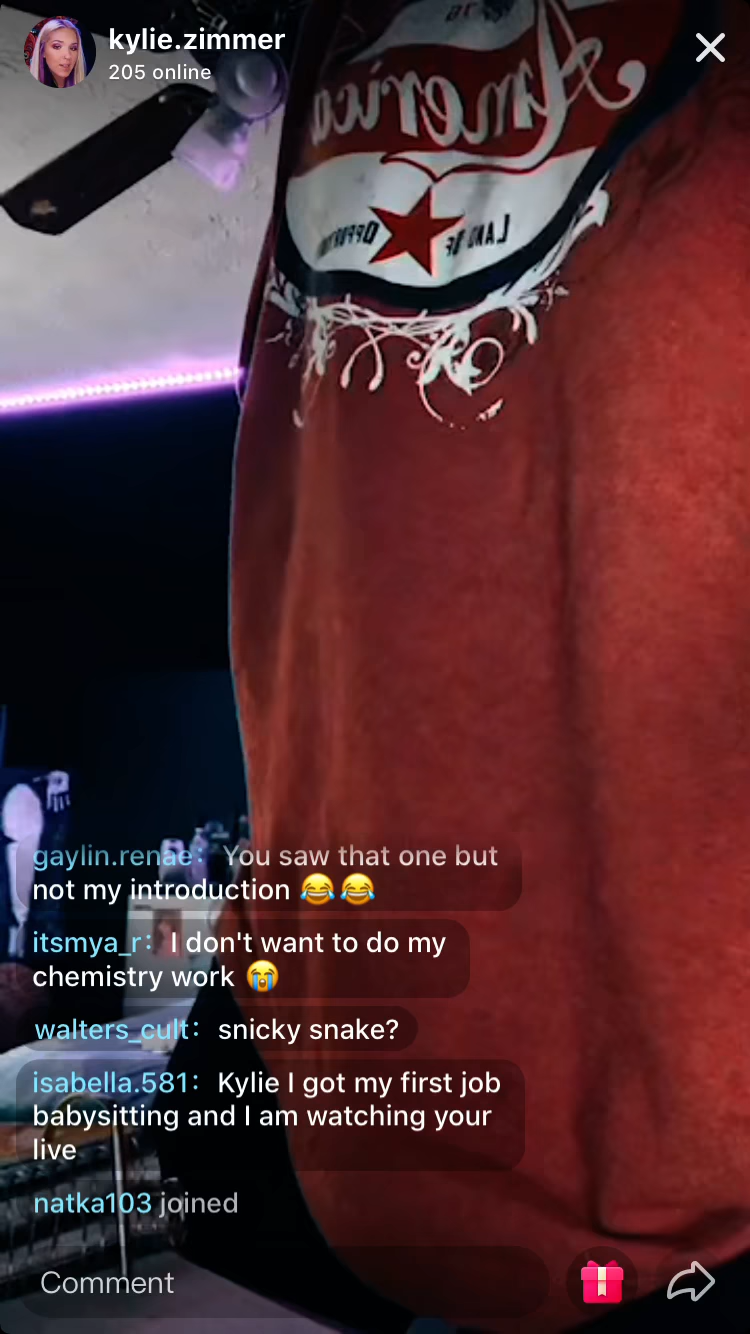 kylie.zimmer
205 online
America
LAND OF
gaylin.renae: You saw that one but
not my introduction 😂😂
itsmya_r: I don't want to do my
chemistry work 😭
walters_cult: snicky snake?
isabella.581: Kylie I got my first job
babysitting and I am watching your
live
natka103 joined
Comment